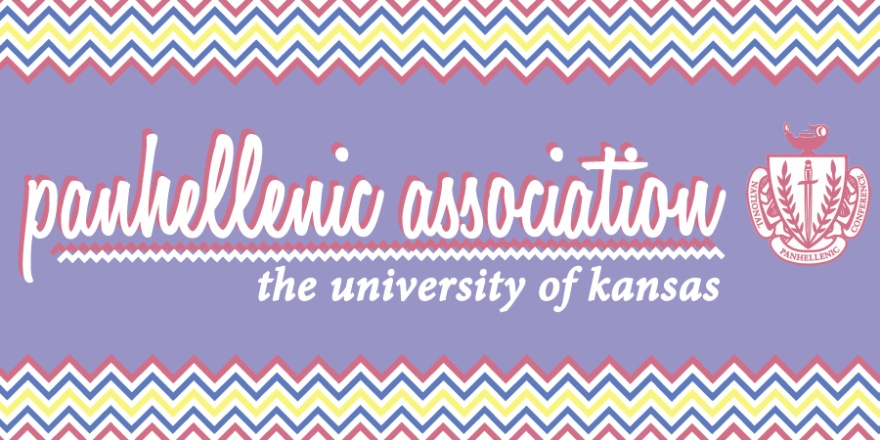 panhellenic association
the university of kansas
NATIONAL
PANHELLENIC
CONFERENCE